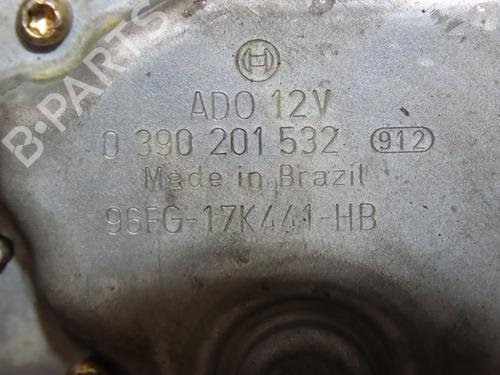 B-PARTS
ADO 12V
0 390 201 532 912
Made in Brazil
96FG-17K441-HB